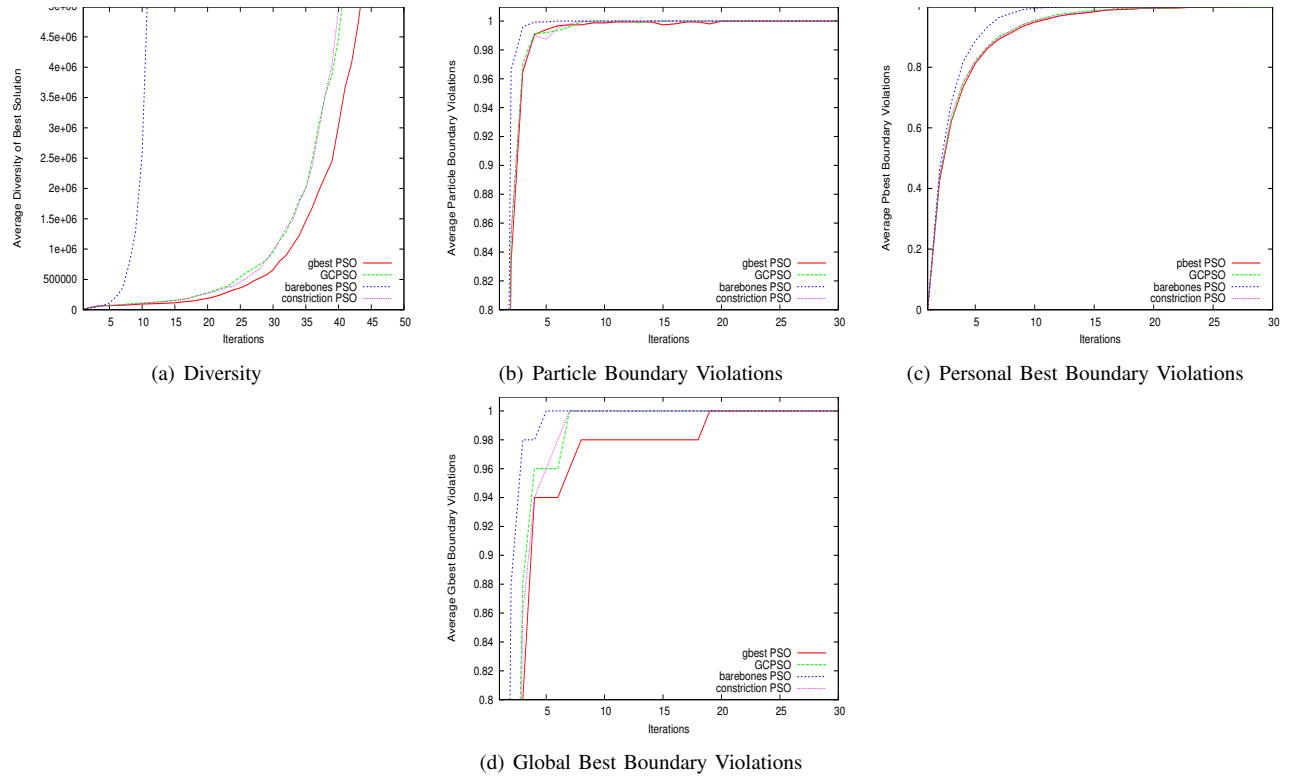 5e+06
4.5e+06
4e+06
3.5e+06
3e+06
2.5e+06
2e+06
1.5e+06
1e+06
500000
0
Average Diversity of Best Solution
gbest PSO
GCPSO
barebones PSO
constriction PSO
5 10 15 20 25 30 35 40 45 50
Iterations
(a) Diversity
1
0.98
0.96
0.94
0.92
0.9
0.88
0.86
0.84
0.82
0.8
Average Particle Boundary Violations
gbest PSO
GCPSO
barebones PSO
constriction PSO
5 10 15 20 25 30
Iterations
(b) Particle Boundary Violations
1
0.8
0.6
0.4
0.2
0
Average Pbest Boundary Violations
pbest PSO
GCPSO
barebones PSO
constriction PSO
5 10 15 20 25 30
Iterations
(c) Personal Best Boundary Violations
1
0.98
0.96
0.94
0.92
0.9
0.88
0.86
0.84
0.82
0.8
Average Gbest Boundary Violations
gbest PSO
GCPSO
barebones PSO
constriction PSO
5 10 15 20 25 30
Iterations
(d) Global Best Boundary Violations